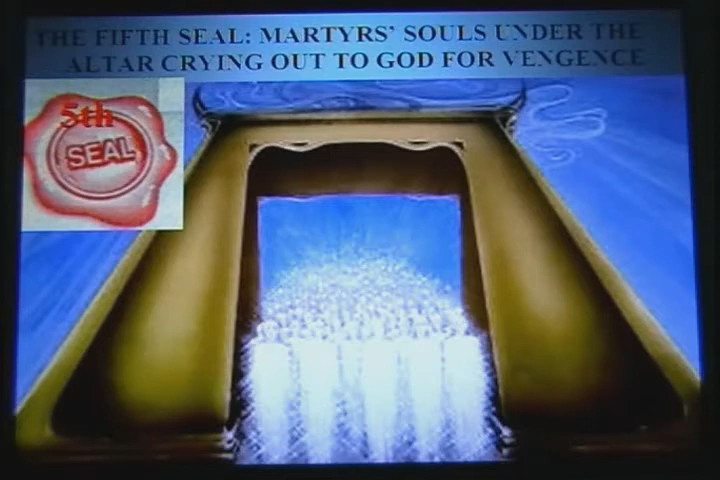 THE FIFTH SEAL: MARTYRS' SOULS UNDER THE
ALTAR CRYING OUT TO GOD FOR VENGENCE
5th
SEAL